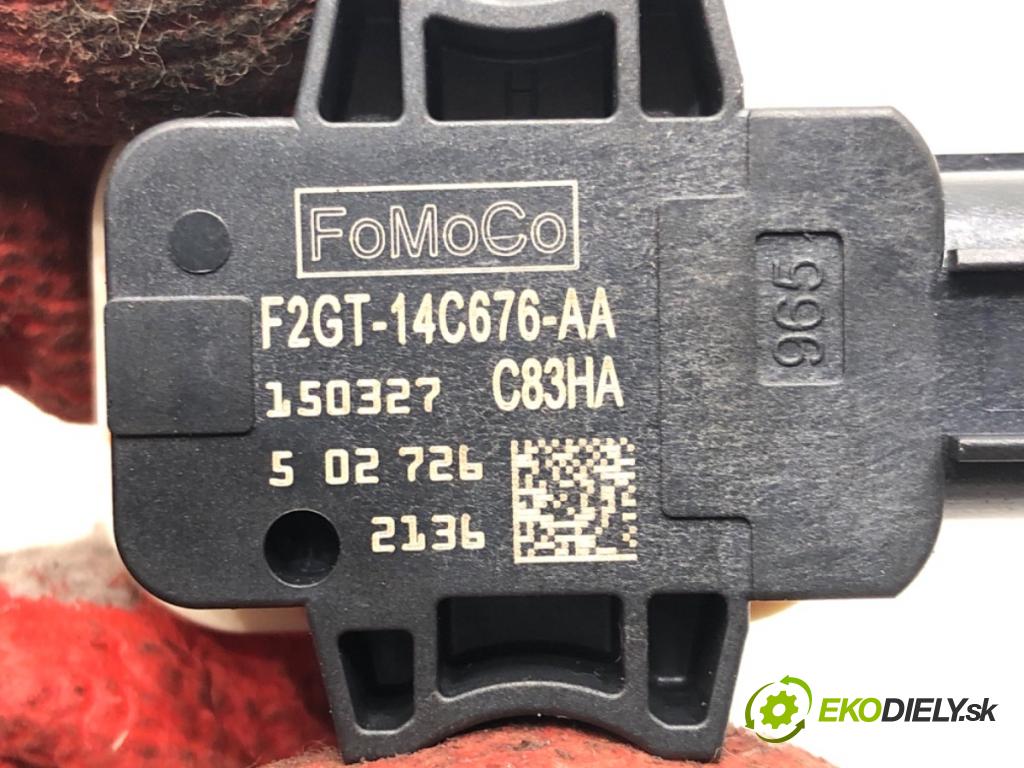 H
FoMoCo
F2GT-14C676-AA
150327 C83HA
5 02 726
2136
965
EKODIELY.sk